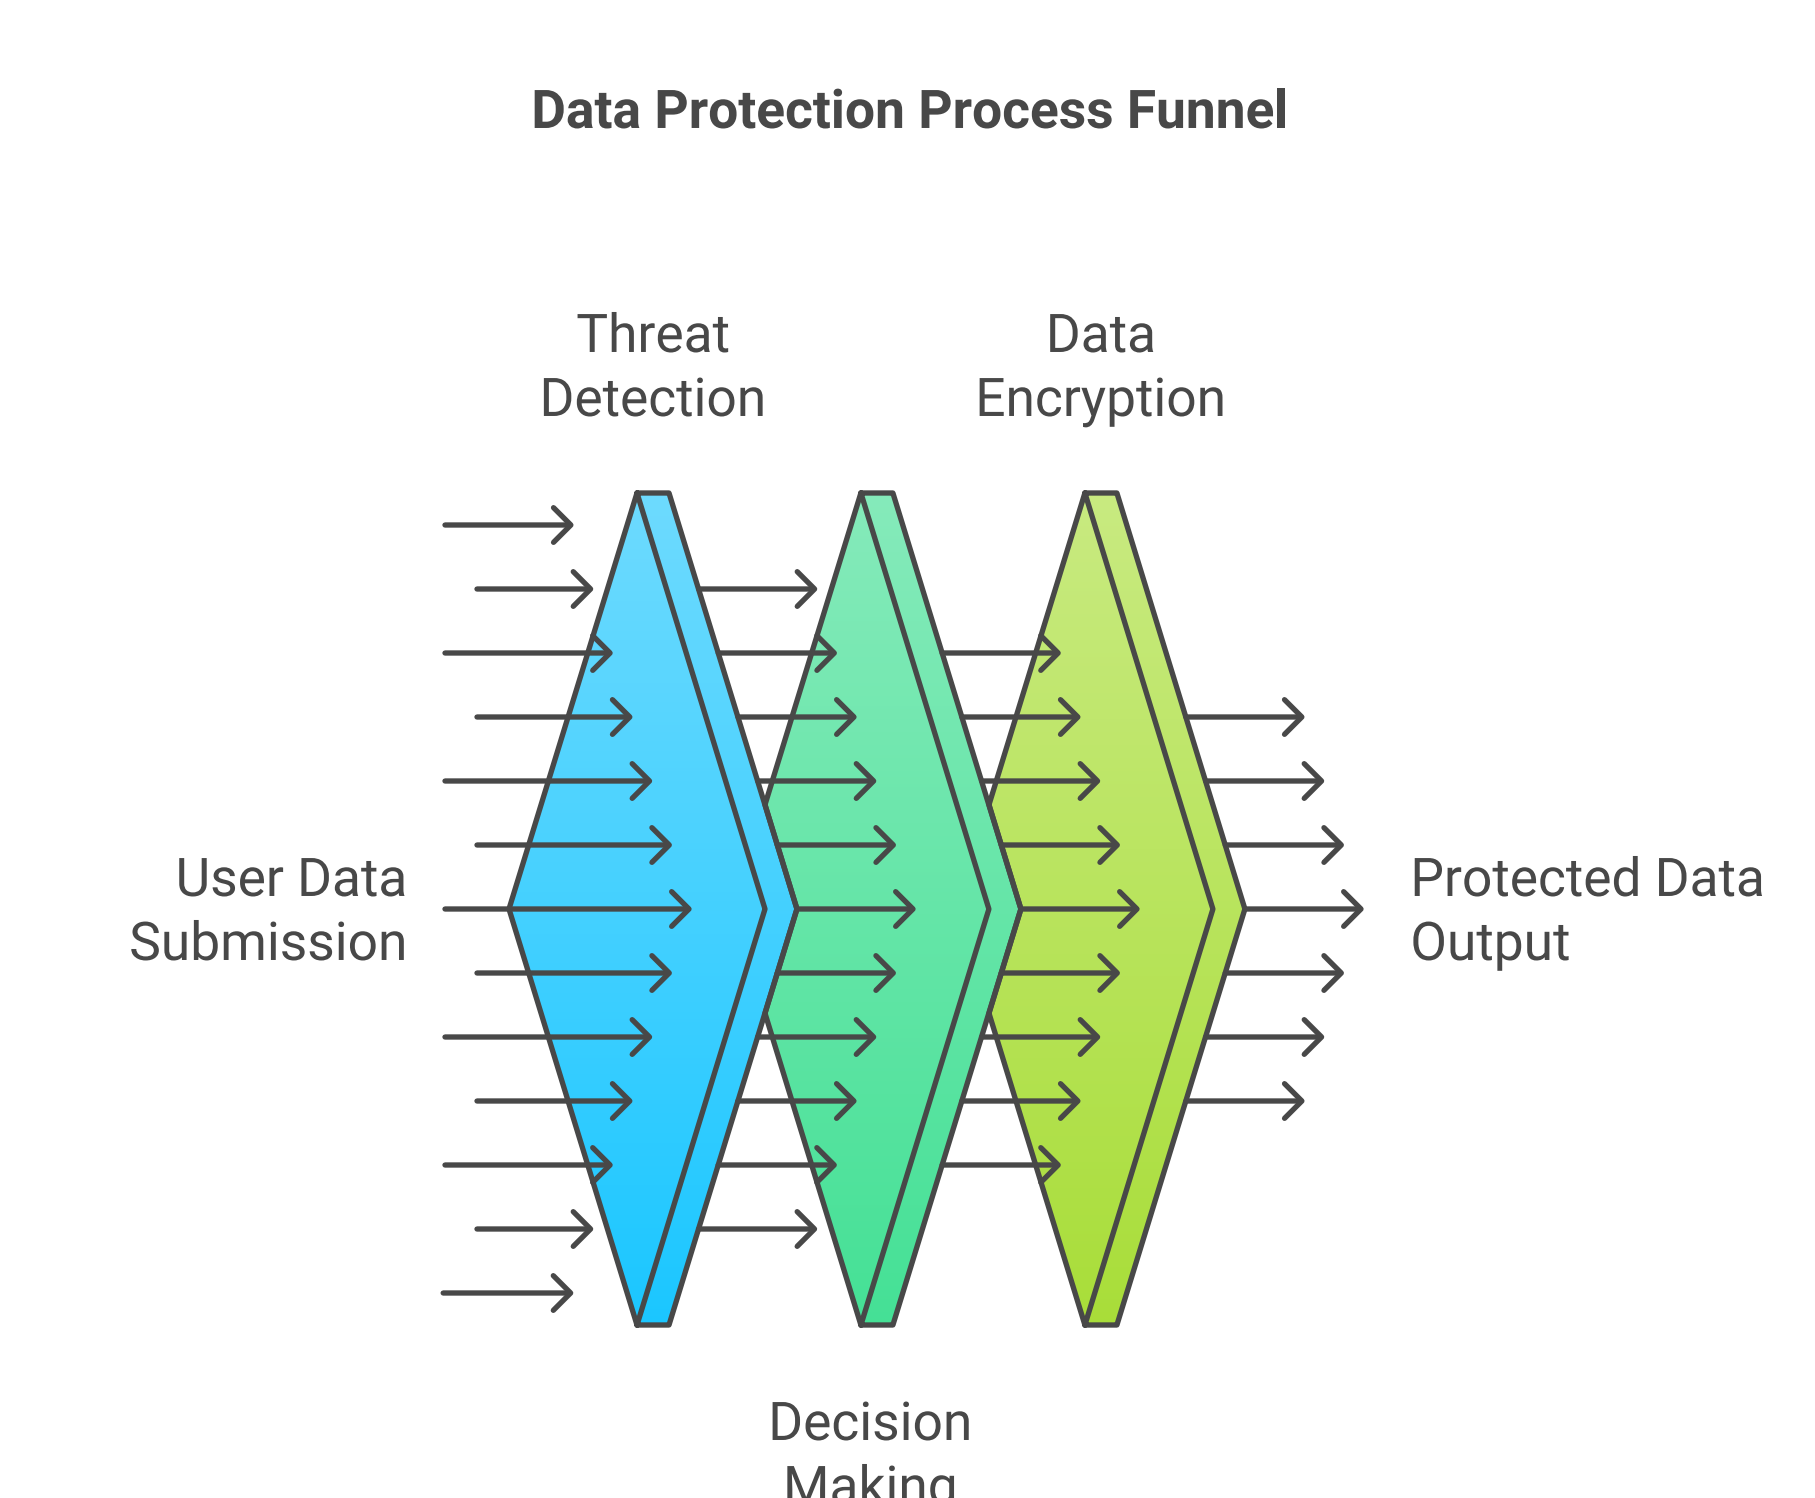 Data Protection Process Funnel
Threat
Detection
Data
Encryption
User Data
Submission
Protected Data
Output
Decision
Making